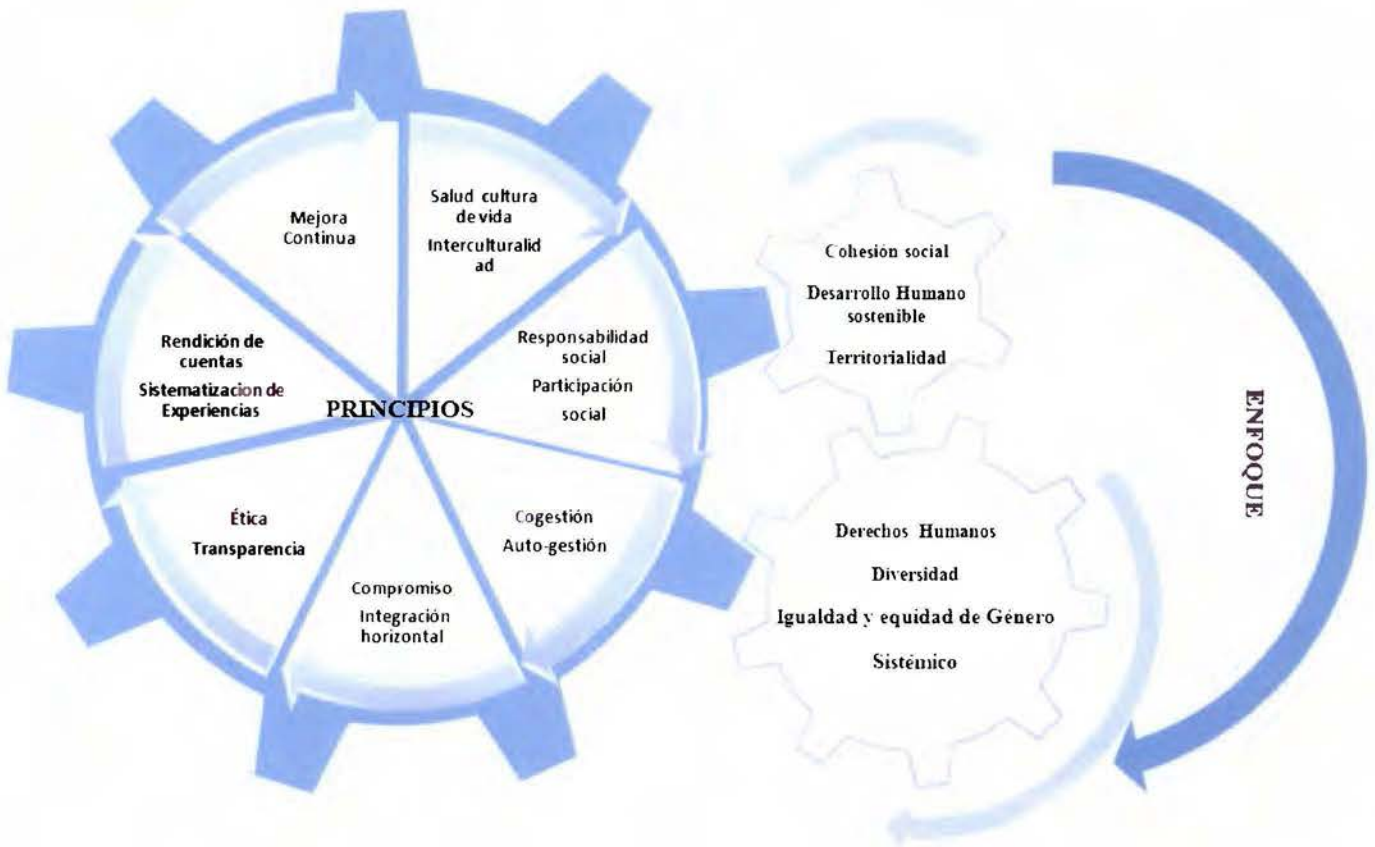 Mejora
Continua
Salud cultura
de vida
Interculturalid
ad
Responsabilidad
social
Participación
social
Cogestión
Auto-gestión
Compromiso
Integración
horizontal
Ética
Transparencia
Rendición de
cuentas
Sistematizacion de
Experiencias
PRINCIPIOS
Cohesión social
Desarrollo Humano
sostenible
Territorialidad
Derechos Humanos
Diversidad
Igualdad y equidad de Género
Sistémico
ENFOQUE